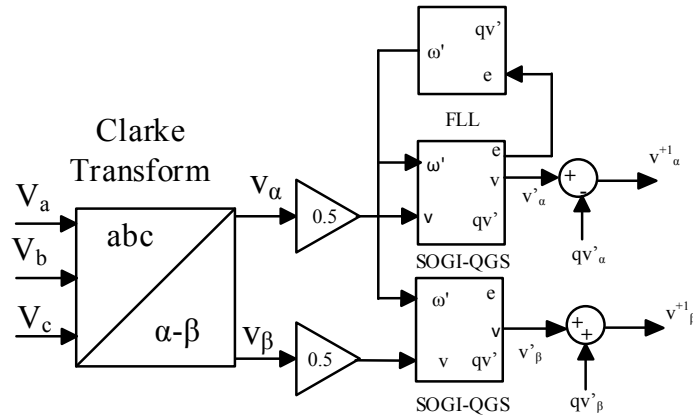 qv’
ω'
e
FLL
Clarke
Transform
V_a
V_b
V_c
abc
α-β
v_α
0.5
ω'
e
v
v
qv’
SOGI-QGS
v’_α
+
-
qv’_α
v^{+1}_α
v_β
0.5
ω'
e
v
v
qv’
SOGI-QGS
v’_β
+
+
qv’_β
v^{+1}_β